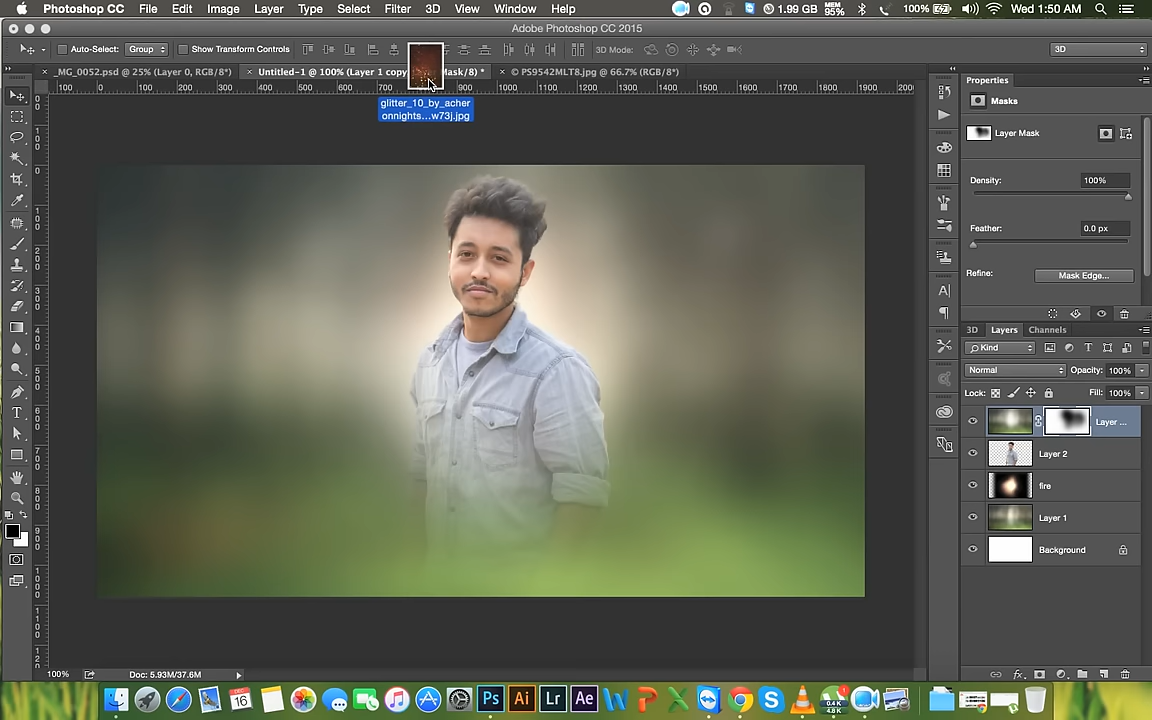 Photoshop CC File Edit Image Layer Type Select Filter 3D View Window Help 1.99 GB MEM 95% 100% Wed 1:50 AM
Adobe Photoshop CC 2015
Auto-Select: Group Show Transform Controls 3D Mode: 3D
_MG_0052.psd @ 25% (Layer 0, RGB/8*) Untitled-1 @ 100% (Layer 1 copy Mask/8) * © PS9542MLT8.jpg @ 66.7% (RGB/8*)
glitter_10_by_acher
onnights...w73j.jpg
Properties
Masks
Layer Mask
Density: 100%
Feather: 0.0 px
Refine: Mask Edge...
3D Layers Channels
Kind
Normal Opacity: 100%
Lock: Fill: 100%
Layer ...
Layer 2
fire
Layer 1
Background
100% Doc: 5.93M/37.6M